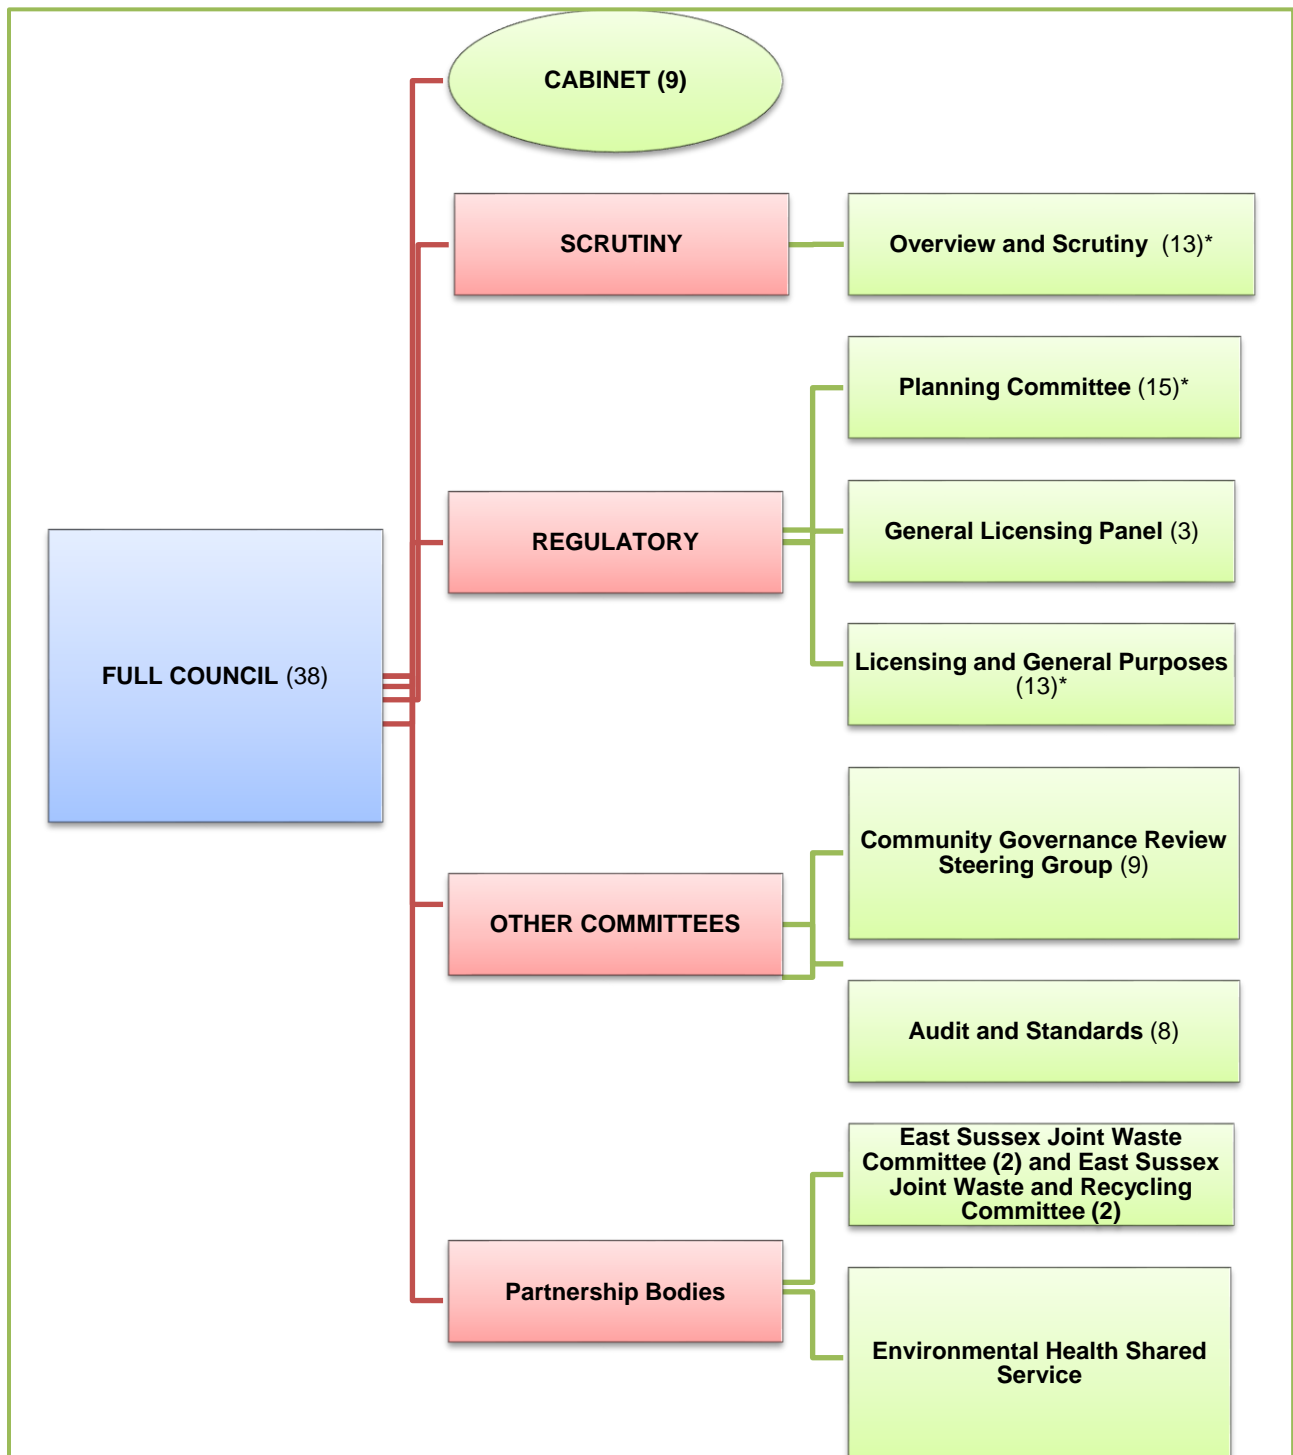 CABINET (9)
SCRUTINY
Overview and Scrutiny (13)*
Planning Committee (15)*
REGULATORY
General Licensing Panel (3)
Licensing and General Purposes
(13)*
FULL COUNCIL (38)
Community Governance Review
Steering Group (9)
OTHER COMMITTEES
Audit and Standards (8)
East Sussex Joint Waste
Committee (2) and East Sussex
Joint Waste and Recycling
Committee (2)
Partnership Bodies
Environmental Health Shared
Service